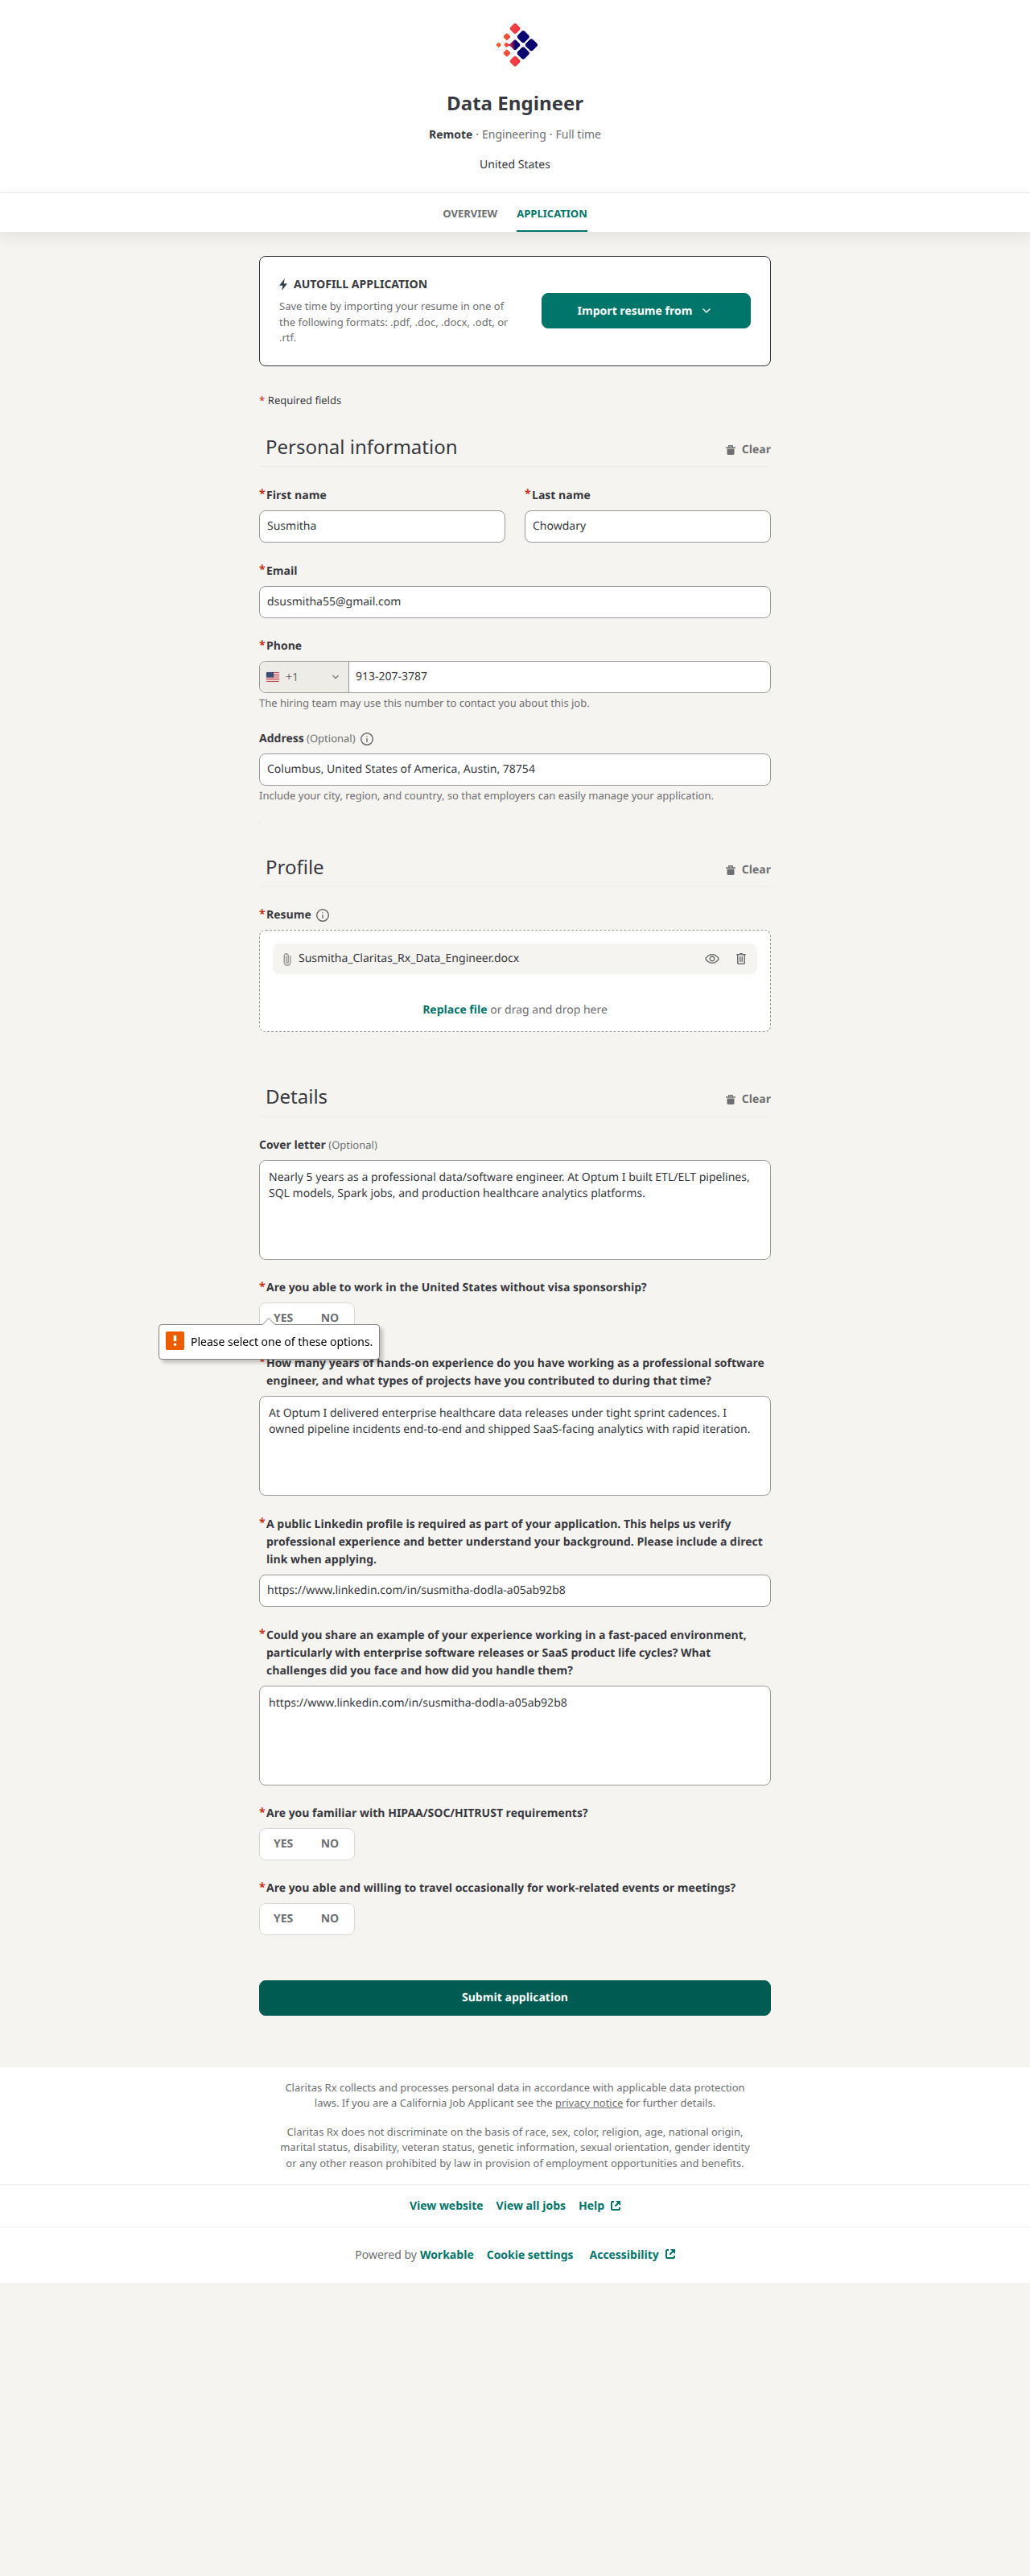 Data Engineer
Remote · Engineering · Full time
United States
OVERVIEW APPLICATION
AUTOFILL APPLICATION
Save time by importing your resume in one of
the following formats: .pdf, .doc, .docx, .odt, or
.rtf.
Import resume from
* Required fields
Personal information
Clear
*First name
*Last name
Susmitha
Chowdary
*Email
dsusmitha55@gmail.com
*Phone
+1
913-207-3787
The hiring team may use this number to contact you about this job.
Address (Optional)
Columbus, United States of America, Austin, 78754
Include your city, region, and country, so that employers can easily manage your application.
Profile
Clear
*Resume
Susmitha_Claritas_Rx_Data_Engineer.docx
Replace file or drag and drop here
Details
Clear
Cover letter (Optional)
Nearly 5 years as a professional data/software engineer. At Optum I built ETL/ELT pipelines,
SQL models, Spark jobs, and production healthcare analytics platforms.
*Are you able to work in the United States without visa sponsorship?
YES NO
Please select one of these options.
*How many years of hands-on experience do you have working as a professional software
engineer, and what types of projects have you contributed to during that time?
At Optum I delivered enterprise healthcare data releases under tight sprint cadences. I
owned pipeline incidents end-to-end and shipped SaaS-facing analytics with rapid iteration.
*A public Linkedin profile is required as part of your application. This helps us verify
professional experience and better understand your background. Please include a direct
link when applying.
https://www.linkedin.com/in/susmitha-dodla-a05ab92b8
*Could you share an example of your experience working in a fast-paced environment,
particularly with enterprise software releases or SaaS product life cycles? What
challenges did you face and how did you handle them?
https://www.linkedin.com/in/susmitha-dodla-a05ab92b8
*Are you familiar with HIPAA/SOC/HITRUST requirements?
YES NO
*Are you able and willing to travel occasionally for work-related events or meetings?
YES NO
Submit application
Claritas Rx collects and processes personal data in accordance with applicable data protection
laws. If you are a California Job Applicant see the privacy notice for further details.
Claritas Rx does not discriminate on the basis of race, sex, color, religion, age, national origin,
marital status, disability, veteran status, genetic information, sexual orientation, gender identity
or any other reason prohibited by law in provision of employment opportunities and benefits.
View website View all jobs Help
Powered by Workable Cookie settings Accessibility